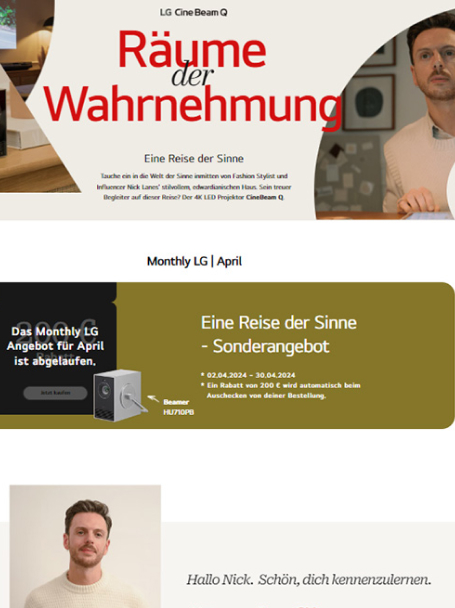 LG CineBeam Q
Räume
der
Wahrnehmung
Eine Reise der Sinne
Tauche ein in die Welt der Sinne inmitten von Fashion Stylist und
Influencer Nick Lanes' stilvollem, edwardianischen Haus. Sein treuer
Begleiter auf dieser Reise? Der 4K LED Projektor CineBeam Q.
Monthly LG | April
200 €
Das Monthly LG
Angebot für April
ist abgelaufen.
Jetzt kaufen
Beamer
HU710PB
Eine Reise der Sinne
- Sonderangebot
* 02.04.2024 – 30.04.2024
* Ein Rabatt von 200 € wird automatisch beim
Auschecken von deiner Bestellung.
Hallo Nick. Schön, dich kennenzulernen.